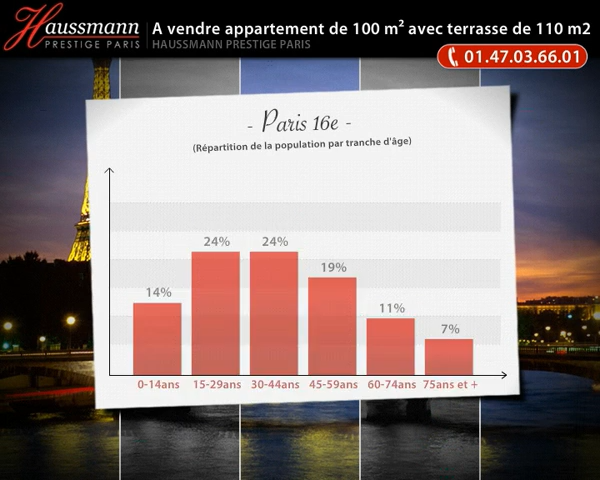 Haussmann
PRESTIGE PARIS
A vendre appartement de 100 m² avec terrasse de 110 m2
HAUSSMANN PRESTIGE PARIS
01.47.03.66.01
- Paris 16e -
(Répartition de la population par tranche d'âge)
14% 24% 24% 19% 11% 7%
0-14ans 15-29ans 30-44ans 45-59ans 60-74ans 75ans et +